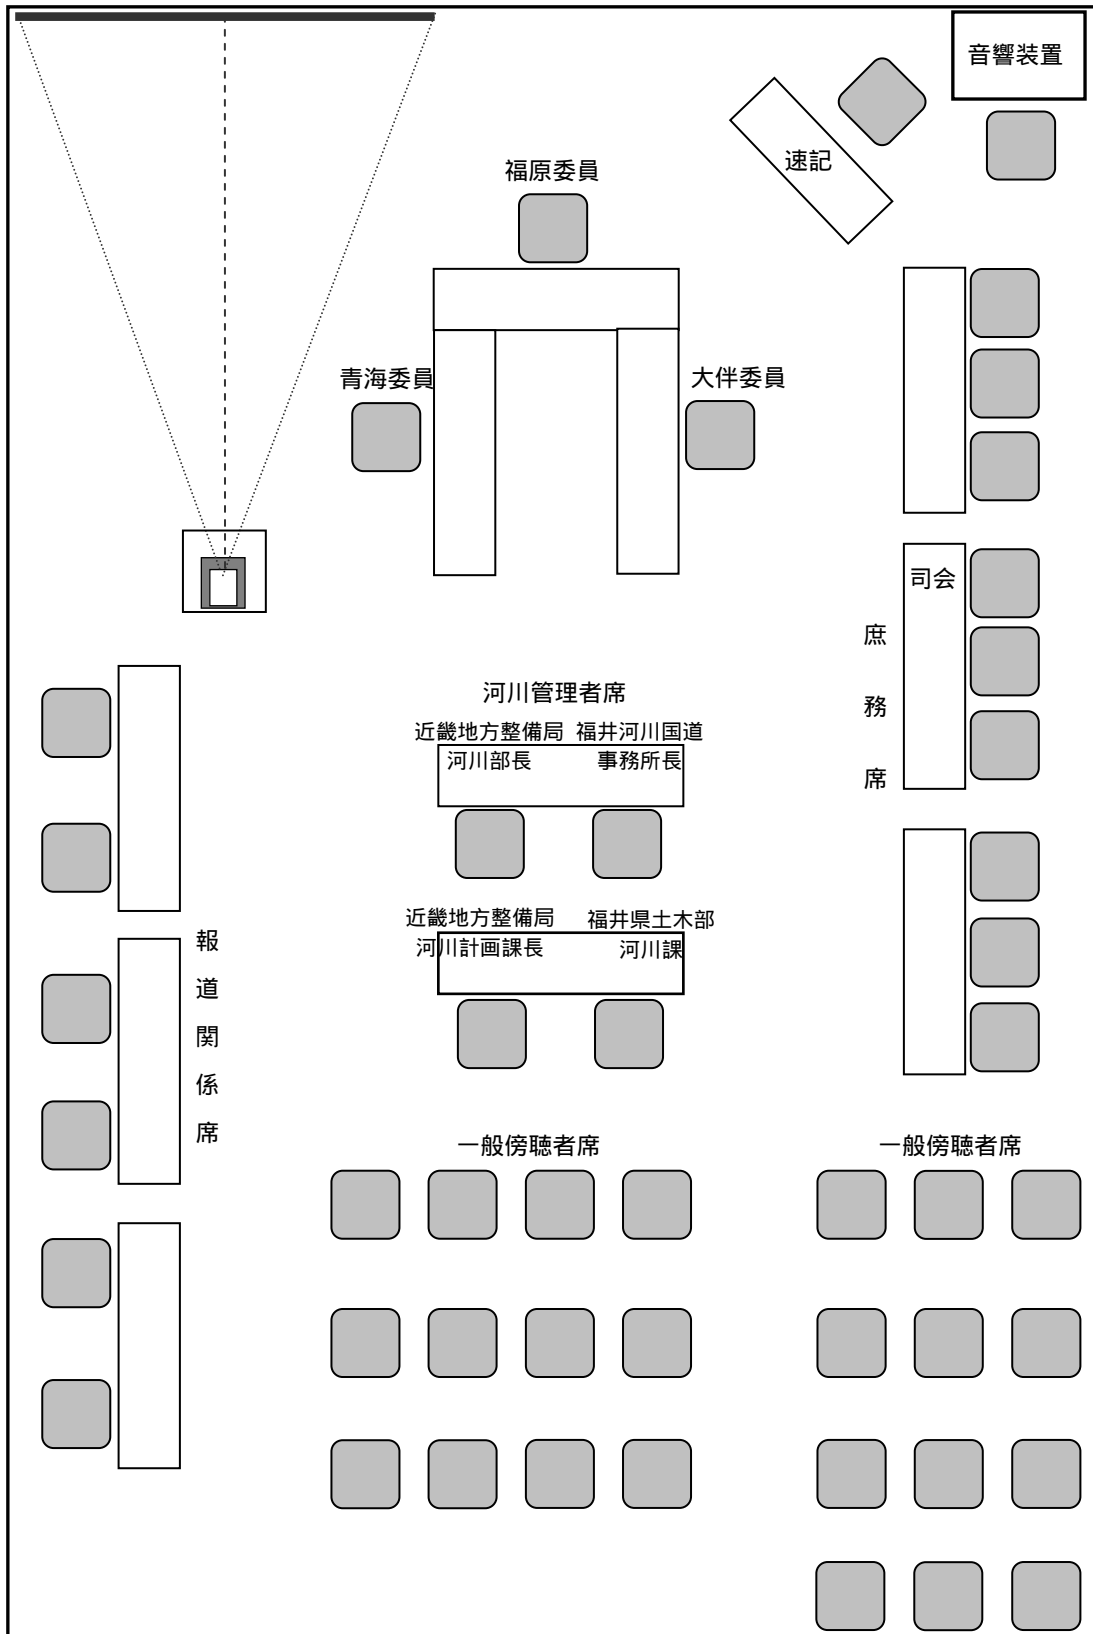 音響装置
速記
福原委員
青海委員
大伴委員
司会
庶務席
河川管理者席
近畿地方整備局
河川部長
福井河川国道
事務所長
近畿地方整備局
河川計画課長
福井県土木部
河川課
報道関係席
一般傍聴者席
一般傍聴者席